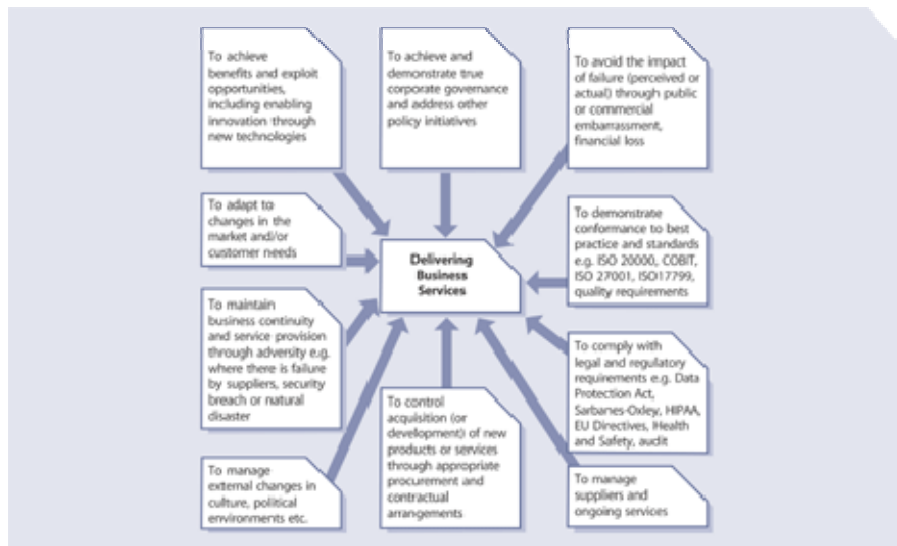 To achieve
benefits and exploit
opportunities,
including enabling
innovation through
new technologies
To achieve and
demonstrate true
corporate governance
and address other
policy initiatives
To avoid the impact
of failure (perceived or
actual) through public
or commercial
embarrassment,
financial loss
To adapt to
changes in the
market and/or
customer needs
Delivering
Business
Services
To demonstrate
conformance to best
practice and standards
e.g. ISO 20000, COBIT,
ISO 27001, ISO17799,
quality requirements
To maintain
business continuity
and service provision
through adversity e.g.
where there is failure
by suppliers, security
breach or natural
disaster
To control
acquisition (or
development) of new
products or services
through appropriate
procurement and
contractual
arrangements
To comply with
legal and regulatory
requirements e.g. Data
Protection Act,
Sarbanes-Oxley, HIPAA,
EU Directives, Health
and Safety, audit
To manage
external changes in
culture, political
environments etc.
To manage
suppliers and
ongoing services